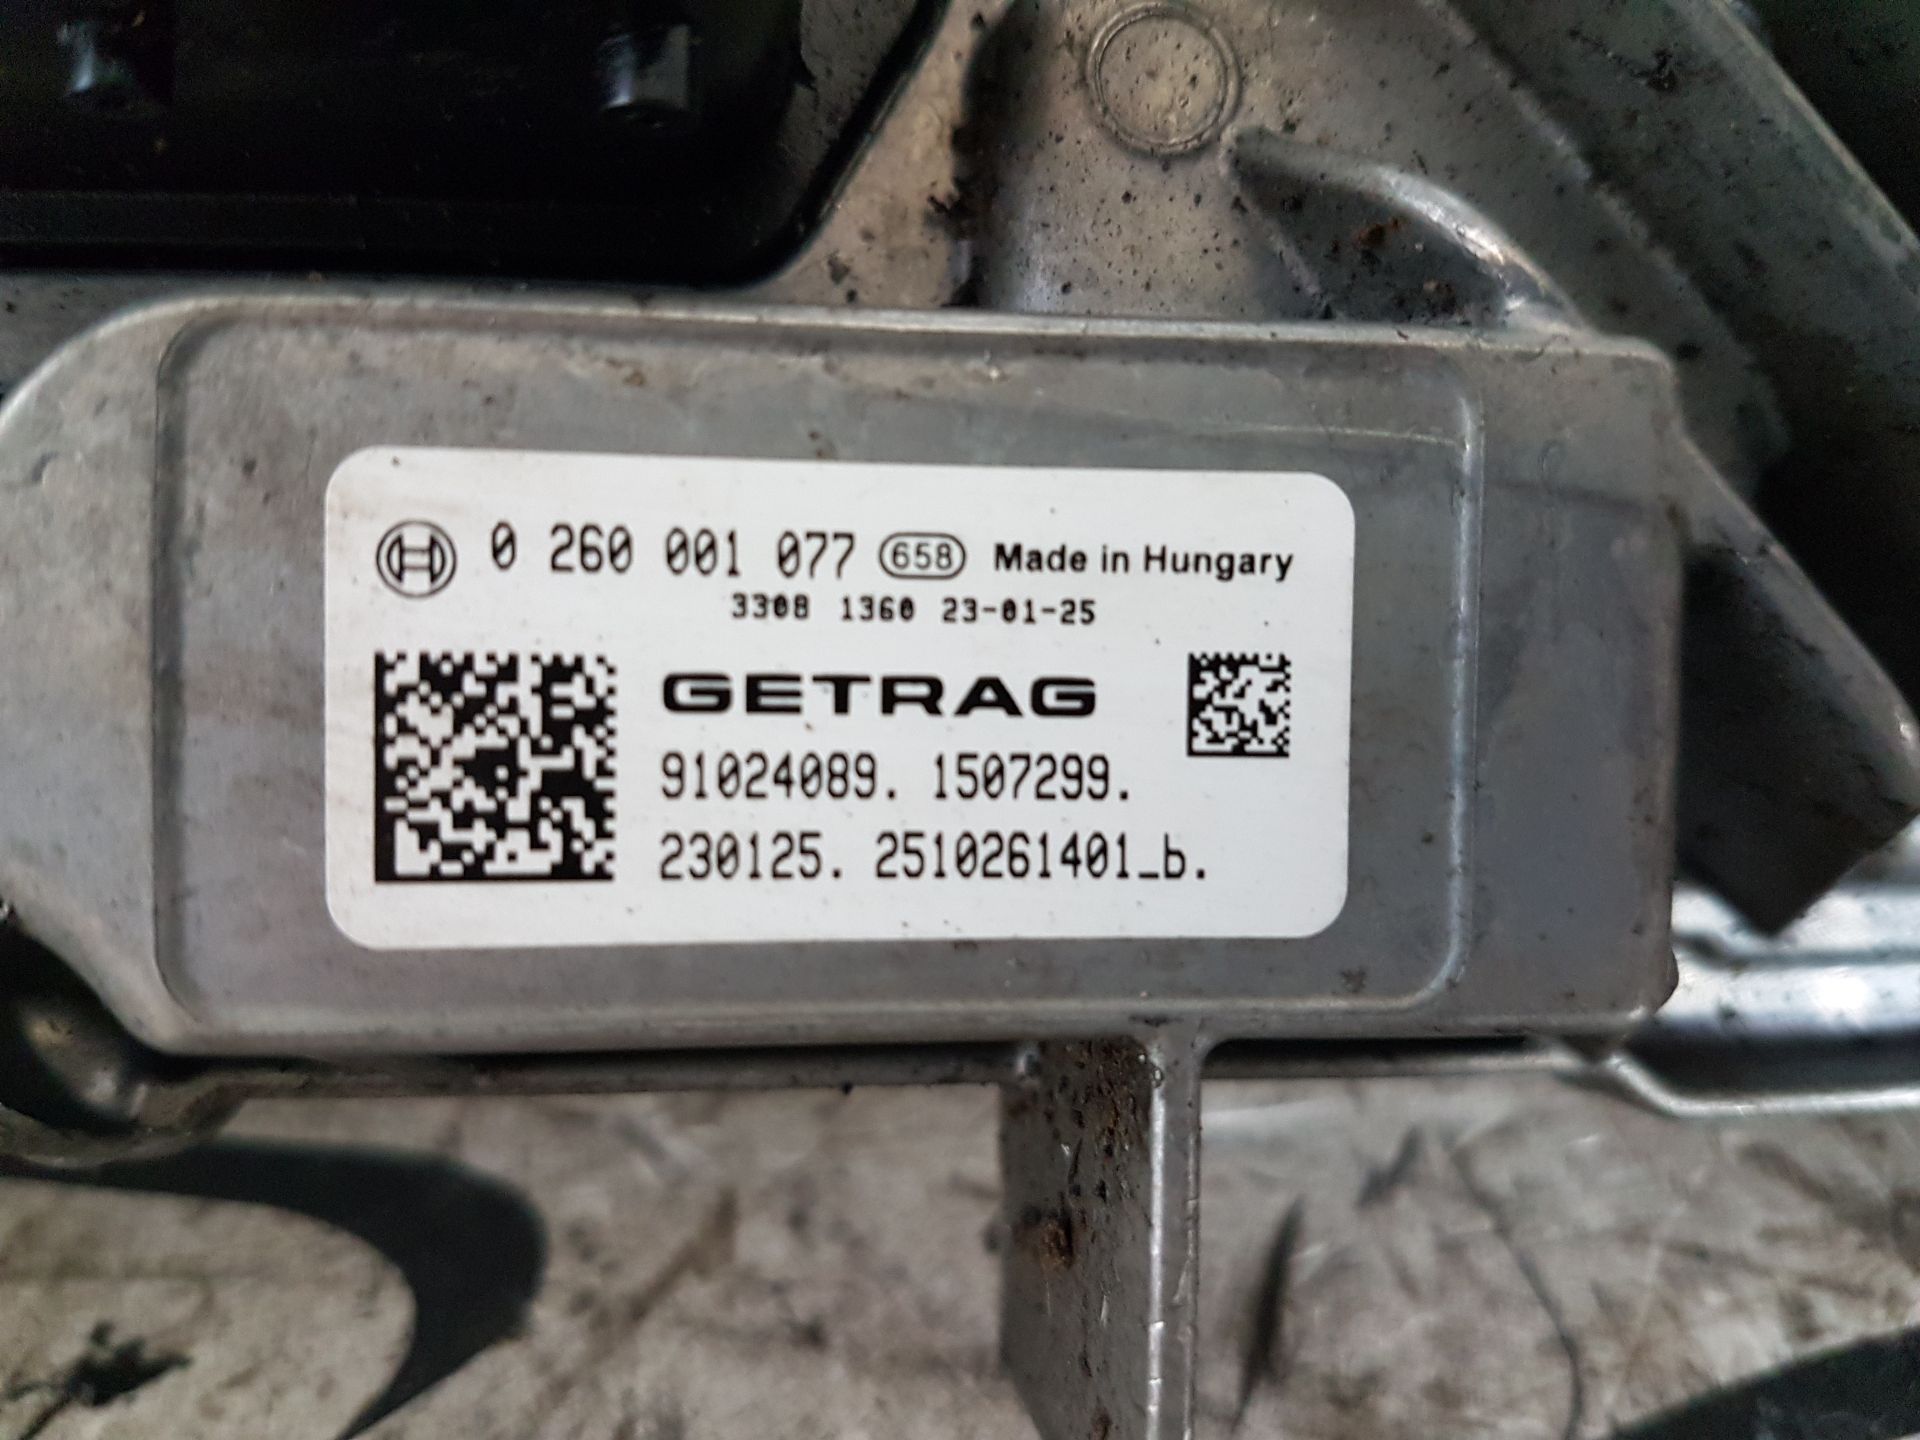 0 260 001 077 658 Made in Hungary
3308 1360 23-01-25
GETRAG
91024089. 1507299.
230125. 2510261401_b.